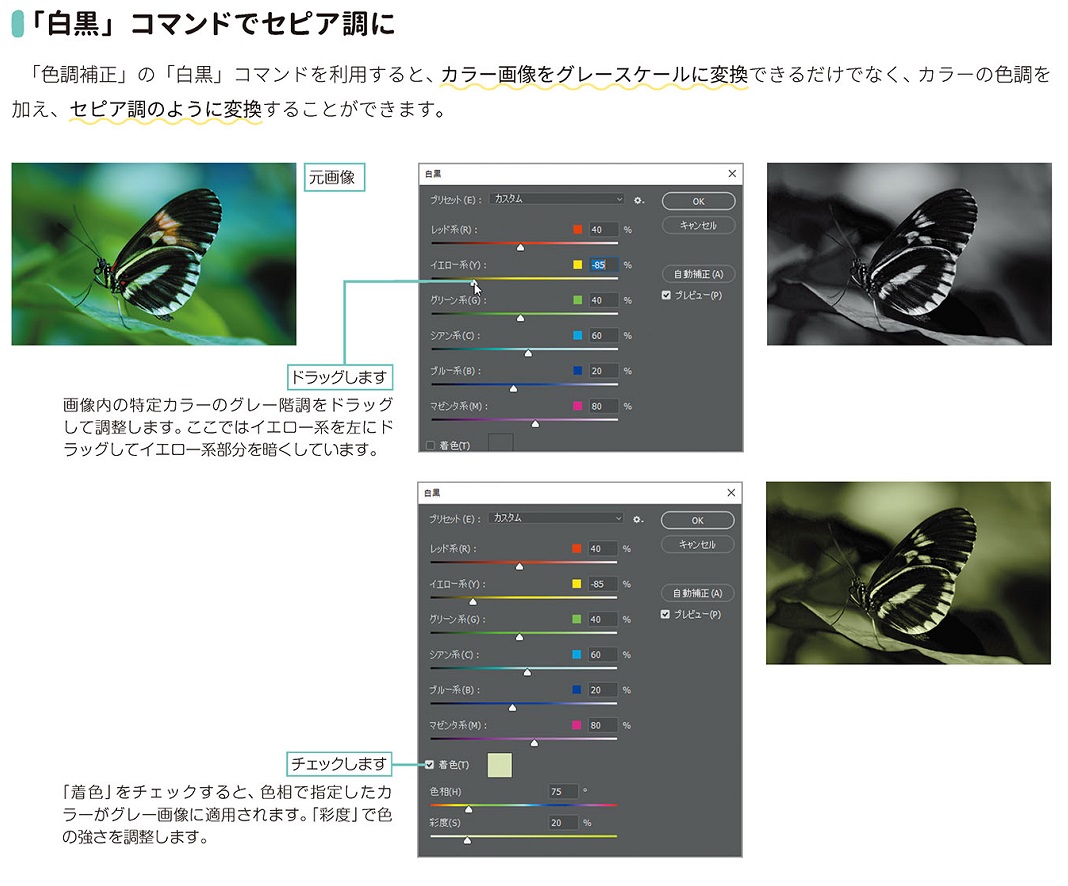 「白黒」コマンドでセピア調に
「色調補正」の「白黒」コマンドを利用すると、カラー画像をグレースケールに変換できるだけでなく、カラーの色調を
加え、セピア調のように変換することができます。
元画像
白黒
プリセット(E)： カスタム
OK
キャンセル
レッド系(R)： 40 %
イエロー系(Y)： -85 %
自動補正(A)
プレビュー(P)
グリーン系(G)： 40 %
シアン系(C)： 60 %
ブルー系(B)： 20 %
マゼンタ系(M)： 80 %
着色(T)
ドラッグします
画像内の特定カラーのグレー階調をドラッグ
して調整します。ここではイエロー系を左にド
ラッグしてイエロー系部分を暗くしています。
白黒
プリセット(E)： カスタム
OK
キャンセル
レッド系(R)： 40 %
イエロー系(Y)： -85 %
自動補正(A)
プレビュー(P)
グリーン系(G)： 40 %
シアン系(C)： 60 %
ブルー系(B)： 20 %
マゼンタ系(M)： 80 %
着色(T)
色相(H) 75 °
彩度(S) 20 %
チェックします
「着色」をチェックすると、色相で指定したカ
ラーがグレー画像に適用されます。「彩度」で色
の強さを調整します。